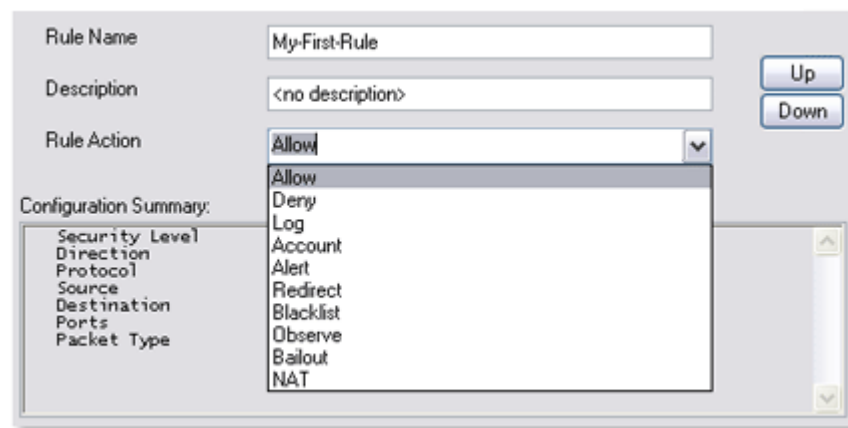 Rule Name
My-First-Rule
Up
Description
<no description>
Down
Rule Action
Allow
Allow
Deny
Log
Account
Alert
Redirect
Blacklist
Observe
Bailout
NAT
Configuration Summary:
Security Level
Direction
Protocol
Source
Destination
Ports
Packet Type